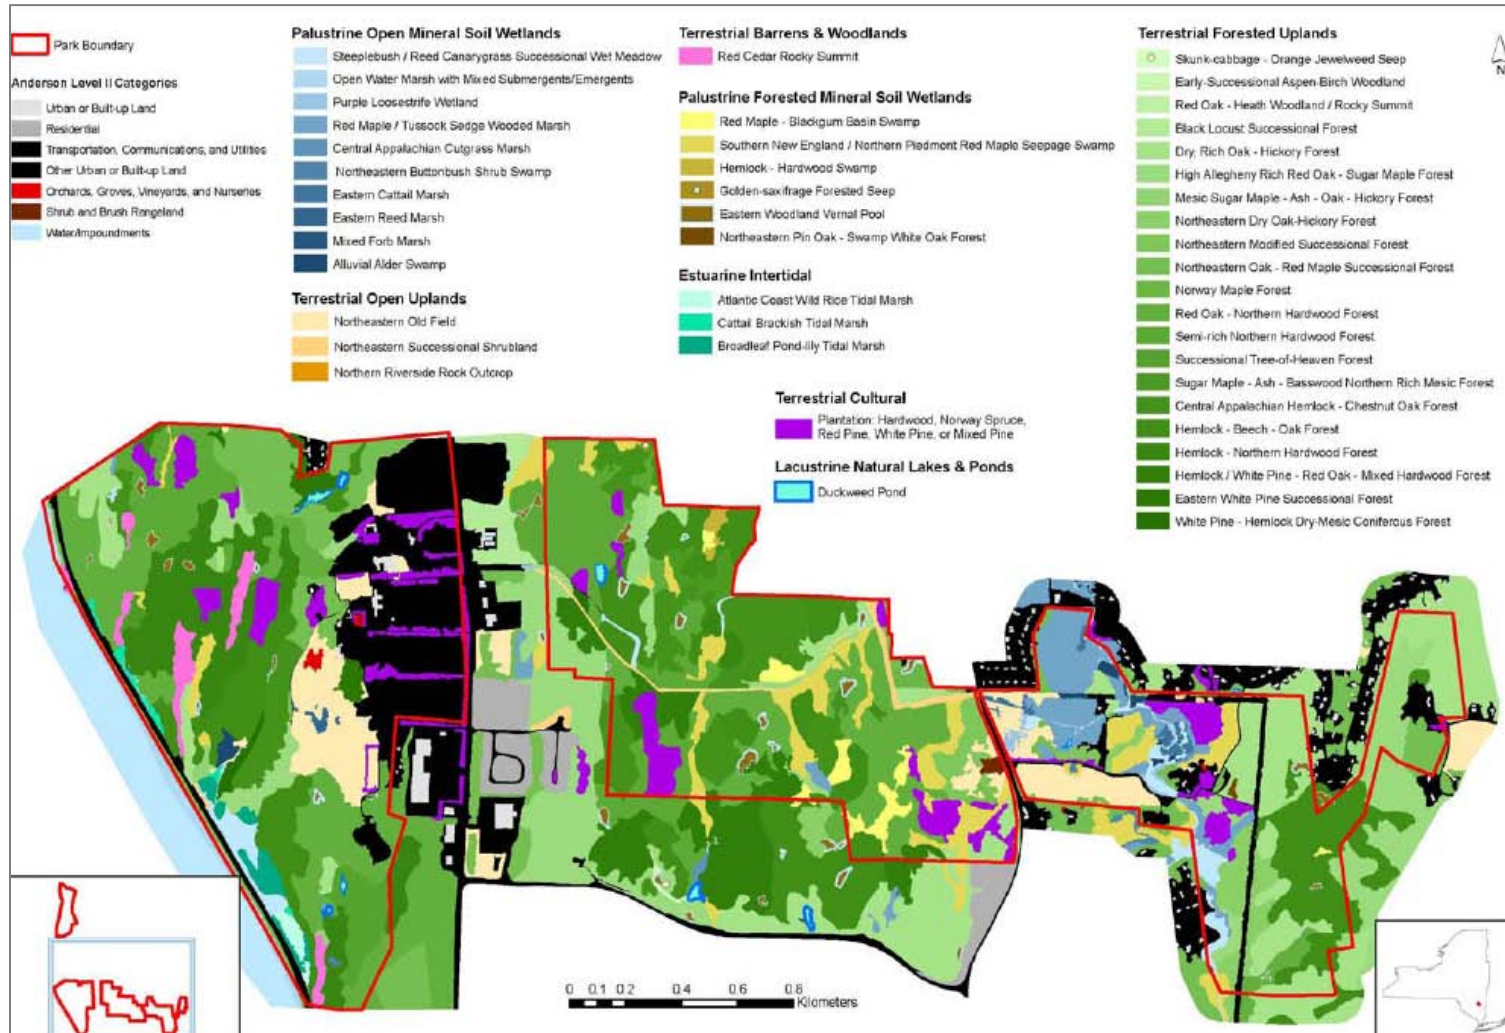 Park Boundary
Anderson Level II Categories
Urban or Built-up Land
Residential
Transportation, Communications, and Utilities
Other Urban or Built-up Land
Orchards, Groves, Vineyards, and Nurseries
Shrub and Brush Rangeland
Water/Impoundments
Palustrine Open Mineral Soil Wetlands
Steeplebush / Reed Canarygrass Successional Wet Meadow
Open Water Marsh with Mixed Submergents/Emergents
Purple Loosestrife Wetland
Red Maple / Tussock Sedge Wooded Marsh
Central Appalachian Cutgrass Marsh
Northeastern Buttonbush Shrub Swamp
Eastern Cattail Marsh
Eastern Reed Marsh
Mixed Forb Marsh
Alluvial Alder Swamp
Terrestrial Open Uplands
Northeastern Old Field
Northeastern Successional Shrubland
Northern Riverside Rock Outcrop
Terrestrial Barrens & Woodlands
Red Cedar Rocky Summit
Palustrine Forested Mineral Soil Wetlands
Red Maple - Blackgum Basin Swamp
Southern New England / Northern Piedmont Red Maple Seepage Swamp
Hemlock - Hardwood Swamp
Golden-saxifrage Forested Seep
Eastern Woodland Vernal Pool
Northeastern Pin Oak - Swamp White Oak Forest
Estuarine Intertidal
Atlantic Coast Wild Rice Tidal Marsh
Cattail Brackish Tidal Marsh
Broadleaf Pond-lily Tidal Marsh
Terrestrial Cultural
Plantation: Hardwood, Norway Spruce,
Red Pine, White Pine, or Mixed Pine
Lacustrine Natural Lakes & Ponds
Duckweed Pond
Terrestrial Forested Uplands
Skunk-cabbage - Orange Jewelweed Seep
Early-Successional Aspen-Birch Woodland
Red Oak - Heath Woodland / Rocky Summit
Black Locust Successional Forest
Dry, Rich Oak - Hickory Forest
High Allegheny Rich Red Oak - Sugar Maple Forest
Mesic Sugar Maple - Ash - Oak - Hickory Forest
Northeastern Dry Oak-Hickory Forest
Northeastern Modified Successional Forest
Northeastern Oak - Red Maple Successional Forest
Norway Maple Forest
Red Oak - Northern Hardwood Forest
Semi-rich Northern Hardwood Forest
Successional Tree-of-Heaven Forest
Sugar Maple - Ash - Basswood Northern Rich Mesic Forest
Central Appalachian Hemlock - Chestnut Oak Forest
Hemlock - Beech - Oak Forest
Hemlock - Northern Hardwood Forest
Hemlock / White Pine - Red Oak - Mixed Hardwood Forest
Eastern White Pine Successional Forest
White Pine - Hemlock Dry-Mesic Coniferous Forest
N
0 0.1 0.2 0.4 0.6 0.8
Kilometers